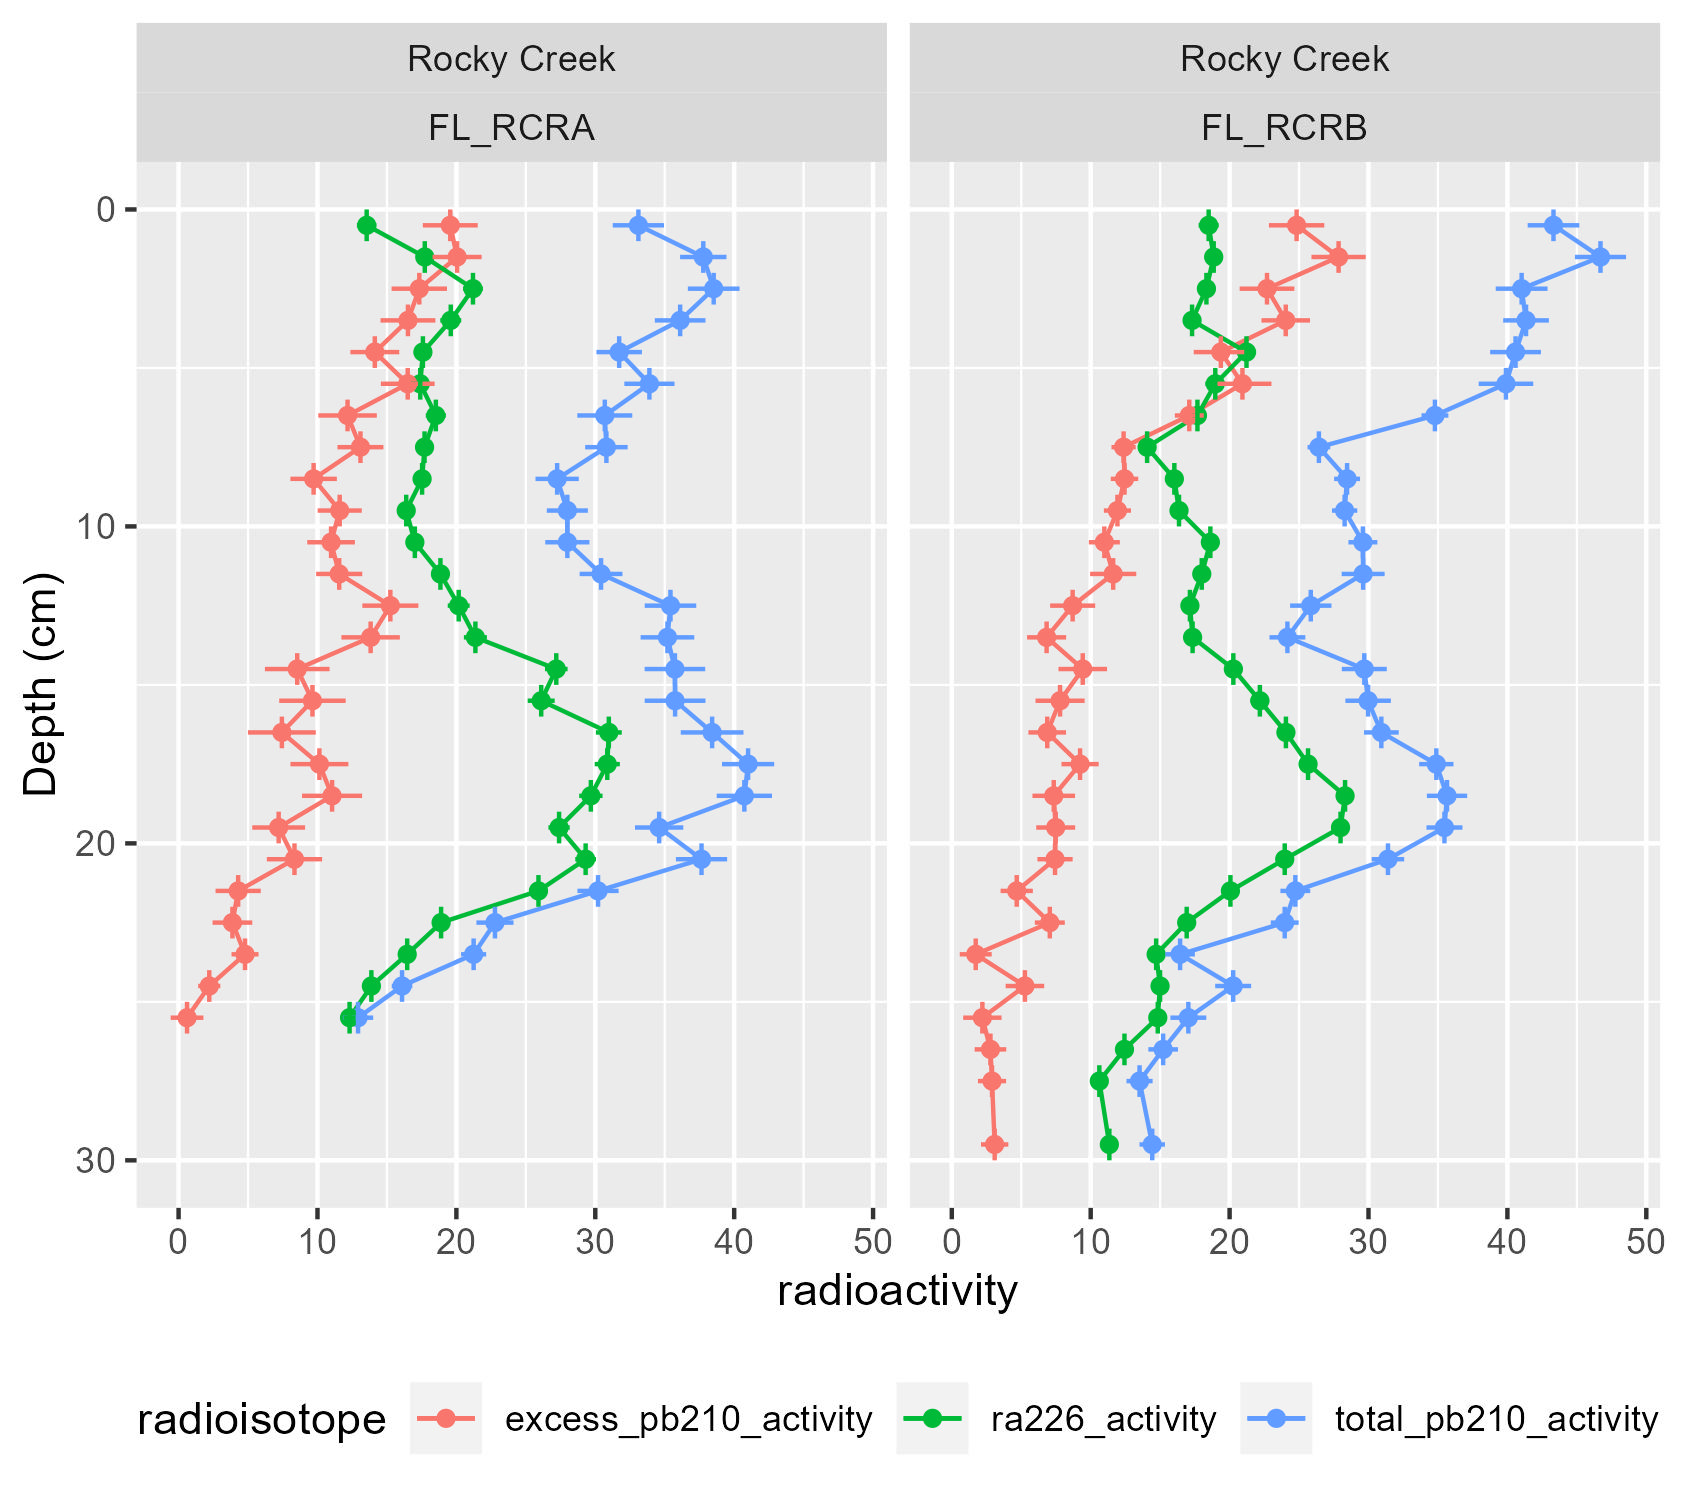 Rocky Creek Rocky Creek
FL_RCRA FL_RCRB
0
10
20
30
Depth (cm)
0 10 20 30 40 50 0 10 20 30 40 50
radioactivity
radioisotope excess_pb210_activity ra226_activity total_pb210_activity